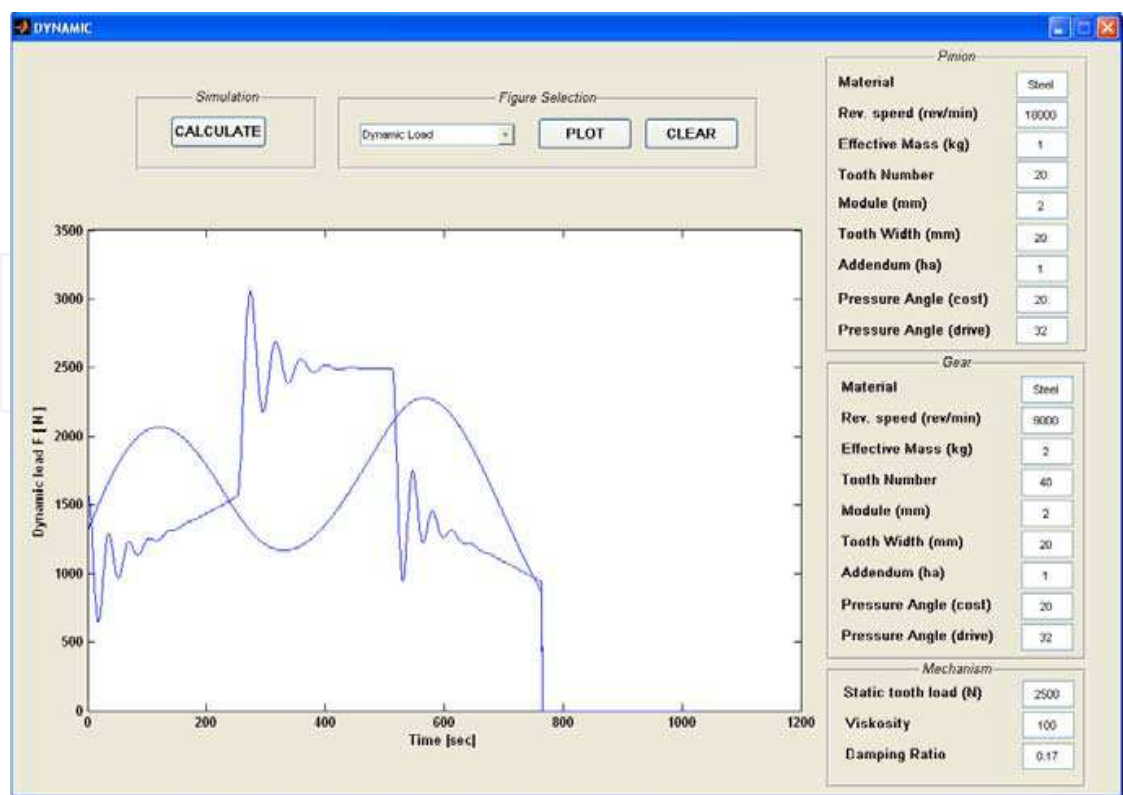 DYNAMIC
Simulation
CALCULATE
Figure Selection
Dynamic Load
PLOT
CLEAR
Pinion
Material Steel
Rev. speed (rev/min) 18000
Effective Mass (kg) 1
Tooth Number 20
Module (mm) 2
Tooth Width (mm) 20
Addendum (ha) 1
Pressure Angle (cost) 20
Pressure Angle (drive) 32
Gear
Material Steel
Rev. speed (rev/min) 9000
Effective Mass (kg) 2
Tooth Number 40
Module (mm) 2
Tooth Width (mm) 20
Addendum (ha) 1
Pressure Angle (cost) 20
Pressure Angle (drive) 32
Mechanism
Static tooth load (N) 2500
Viskosity 100
Damping Ratio 0.17
Dynamic load F [N]
3500
3000
2500
2000
1500
1000
500
0
0 200 400 600 800 1000 1200
Time [sec]